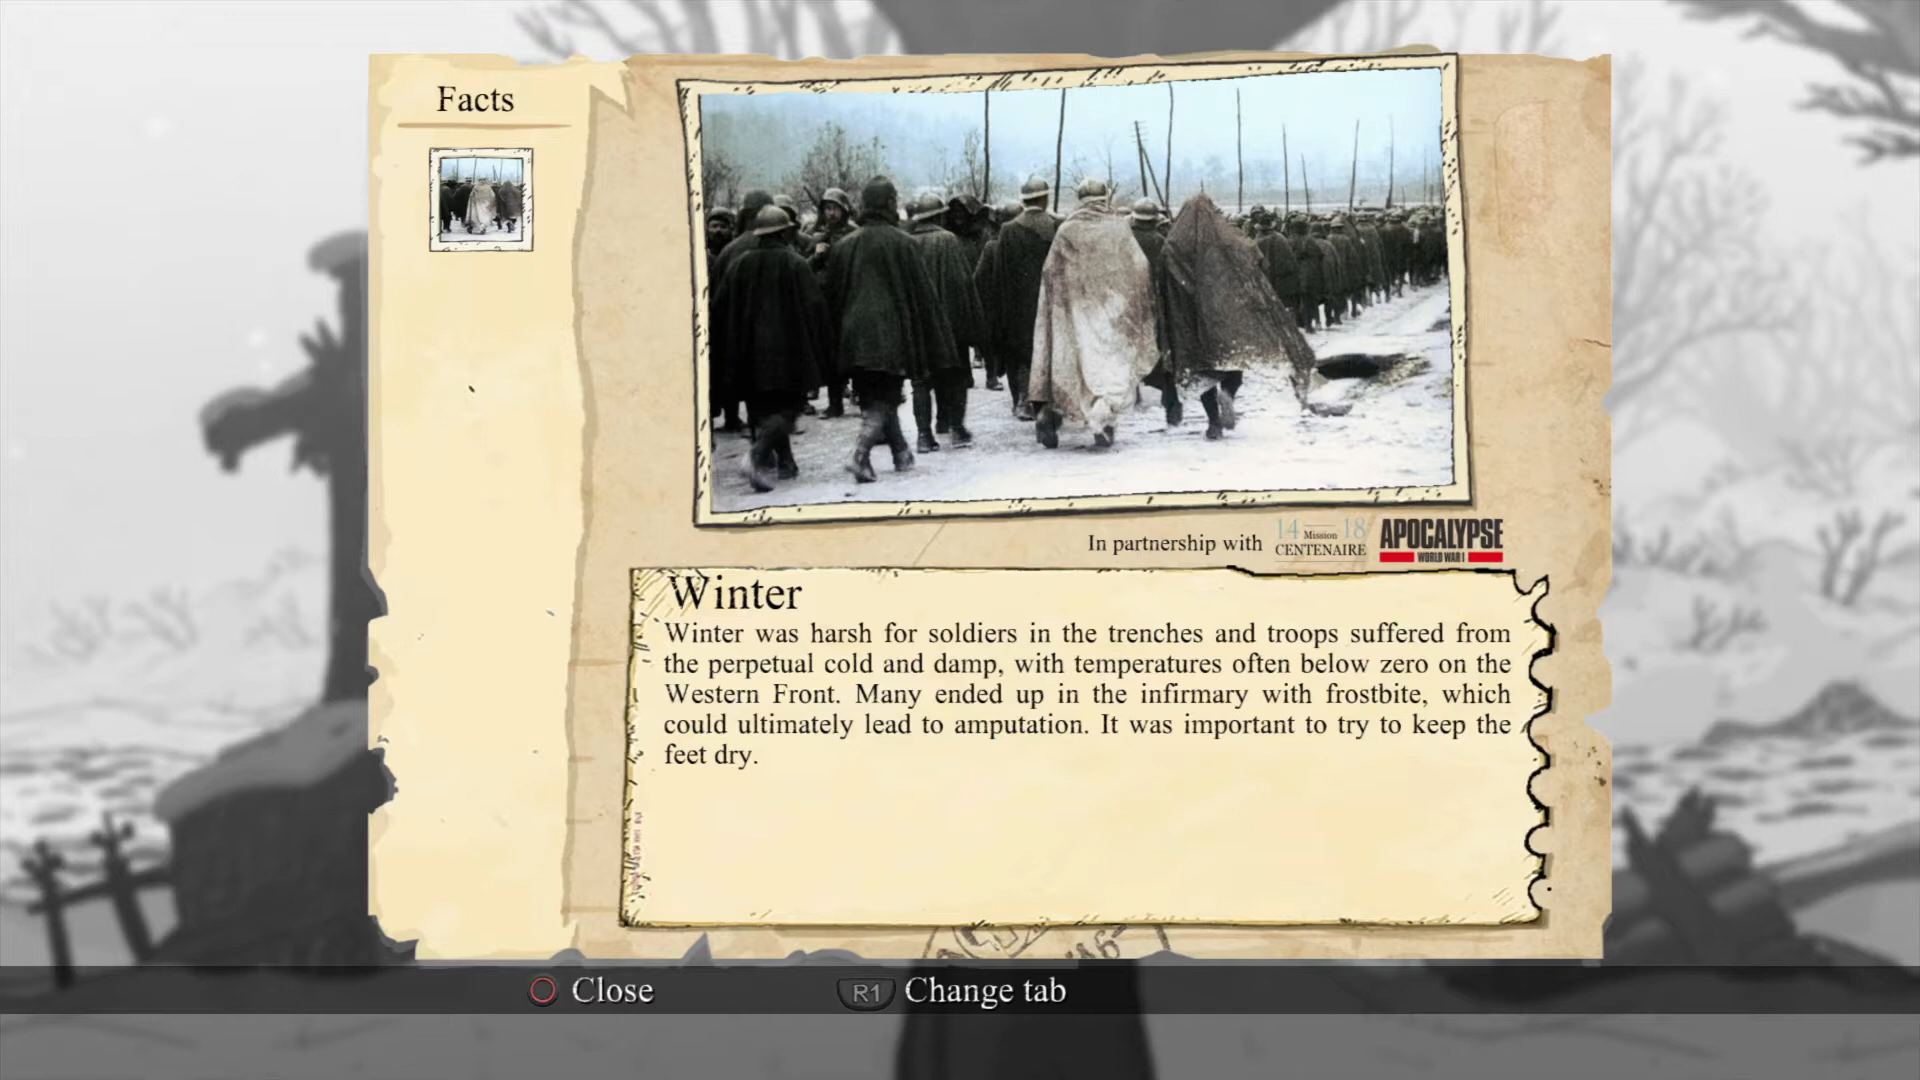 Facts
In partnership with
14 Mission 18
CENTENAIRE
APOCALYPSE
WORLD WAR I
Winter
Winter was harsh for soldiers in the trenches and troops suffered from
the perpetual cold and damp, with temperatures often below zero on the
Western Front. Many ended up in the infirmary with frostbite, which
could ultimately lead to amputation. It was important to try to keep the
feet dry.
Close
R1 Change tab